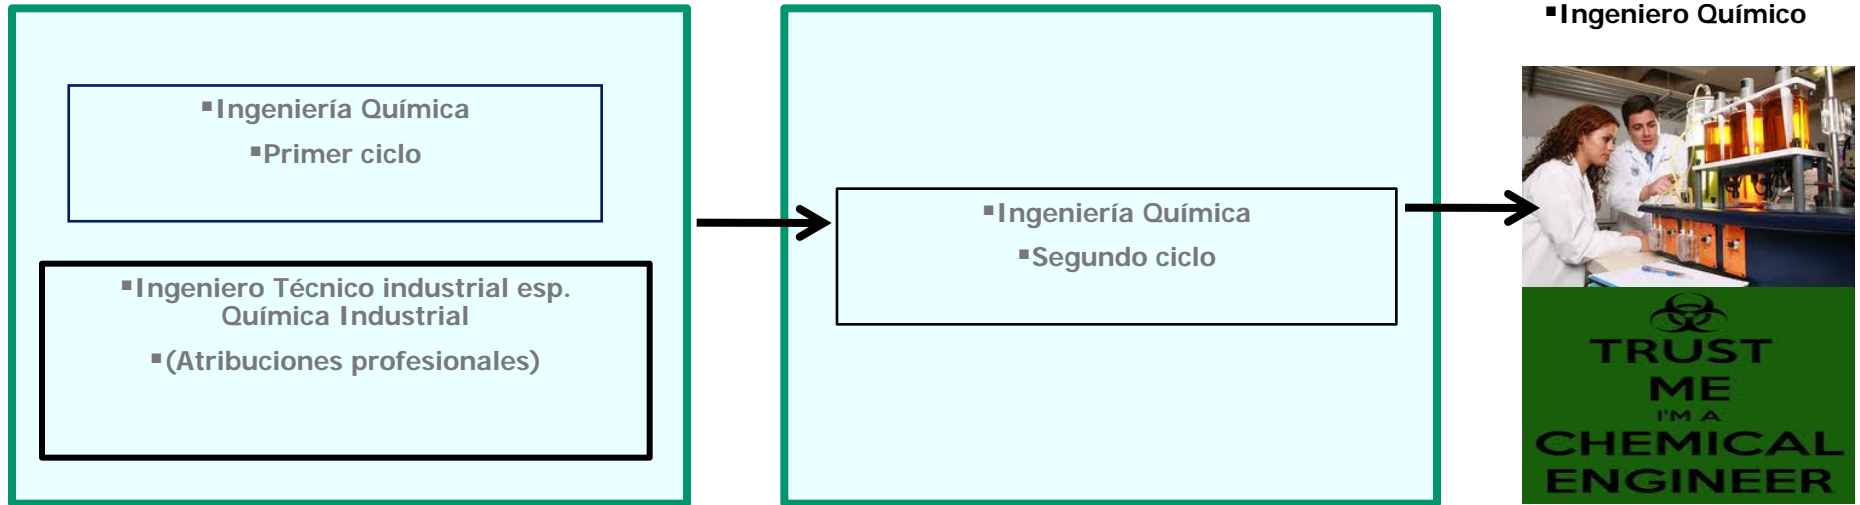 ▪Ingeniería Química
▪Primer ciclo
▪Ingeniero Técnico industrial esp.
Química Industrial
▪(Atribuciones profesionales)
▪Ingeniería Química
▪Segundo ciclo
▪Ingeniero Químico
TRUST
ME
I'M A
CHEMICAL
ENGINEER